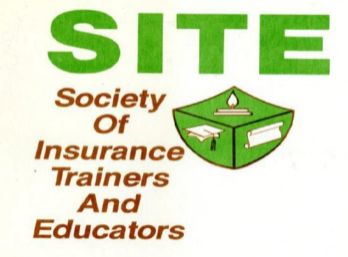 SITE
Society
Of
Insurance
Trainers
And
Educators